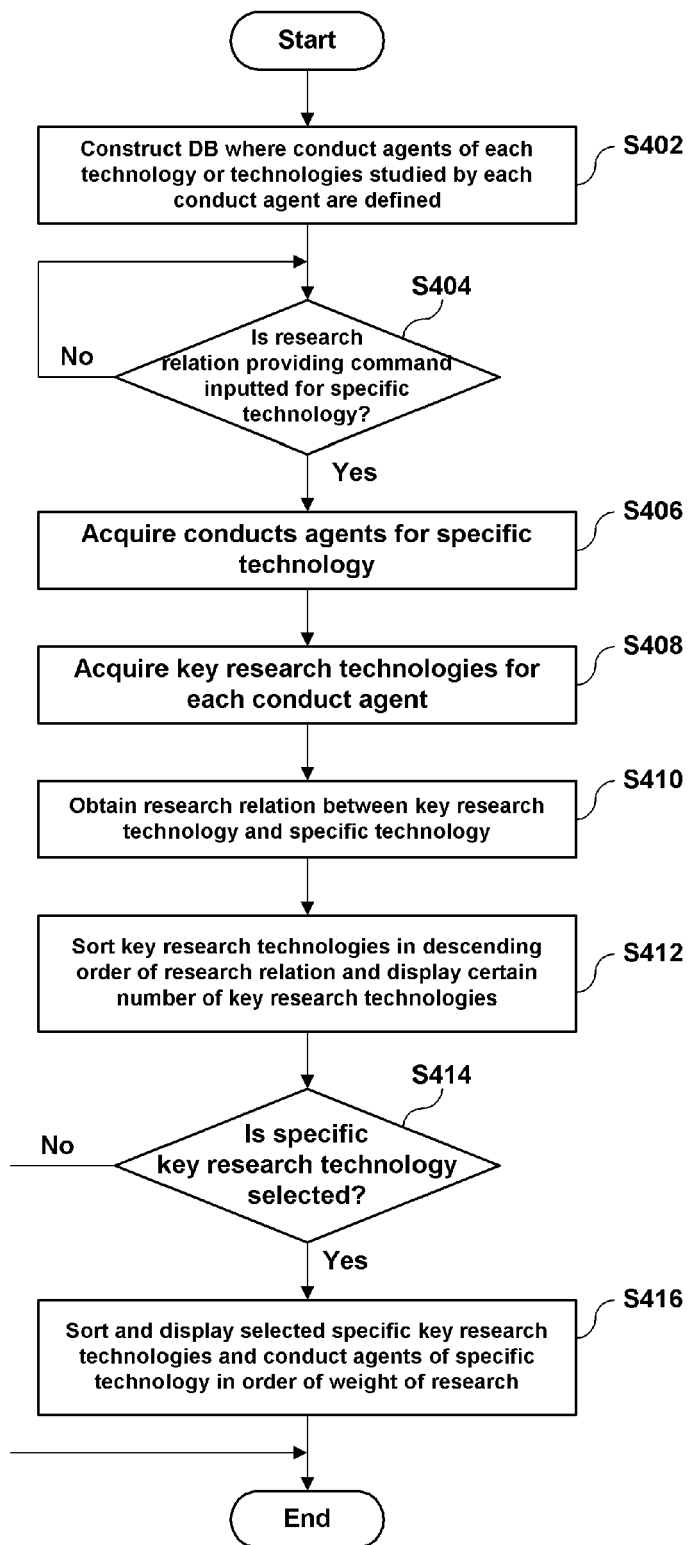 Start
Construct DB where conduct agents of each
technology or technologies studied by each
conduct agent are defined
S402
S404
Is research
relation providing command
inputted for specific
technology?
No
Yes
Acquire conducts agents for specific
technology
S406
Acquire key research technologies for
each conduct agent
S408
Obtain research relation between key research
technology and specific technology
S410
Sort key research technologies in descending
order of research relation and display certain
number of key research technologies
S412
S414
Is specific
key research technology
selected?
No
Yes
Sort and display selected specific key research
technologies and conduct agents of specific
technology in order of weight of research
S416
End